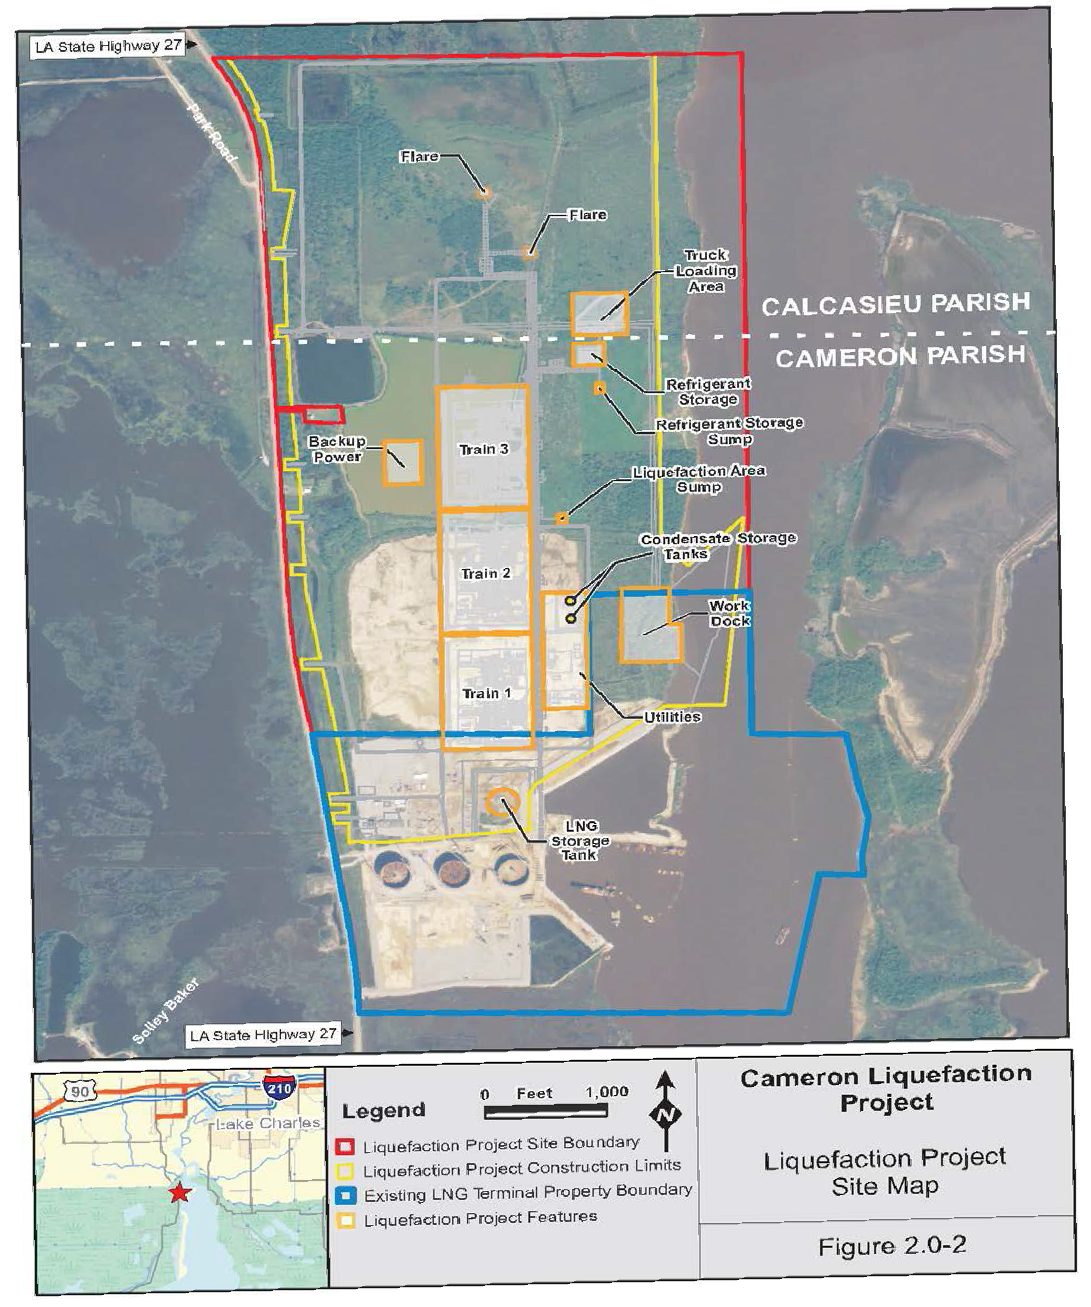 LA State Highway 27
Park Road
Flare
Flare
Truck
Loading
Area
CALCASIEU PARISH
CAMERON PARISH
Refrigerant
Storage
Refrigerant Storage
Sump
Backup
Power
Train 3
Liquefaction Area
Sump
Condensate Storage
Tanks
Train 2
Work
Dock
Train 1
Utilities
LNG
Storage
Tank
Solley Baker
LA State Highway 27
90
210
Lake Charles
Legend
0 Feet 1,000
N
Liquefaction Project Site Boundary
Liquefaction Project Construction Limits
Existing LNG Terminal Property Boundary
Liquefaction Project Features
Cameron Liquefaction
Project
Liquefaction Project
Site Map
Figure 2.0-2